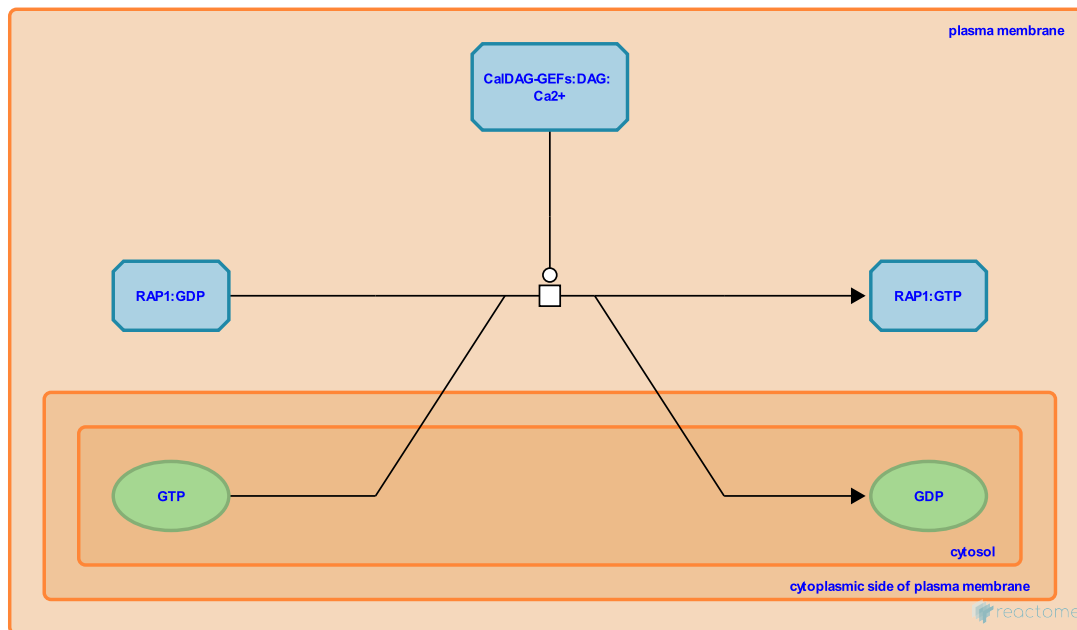 plasma membrane
CalDAG-GEFs:DAG:
Ca2+
RAP1:GDP
RAP1:GTP
GTP
GDP
cytosol
cytoplasmic side of plasma membrane
reactome